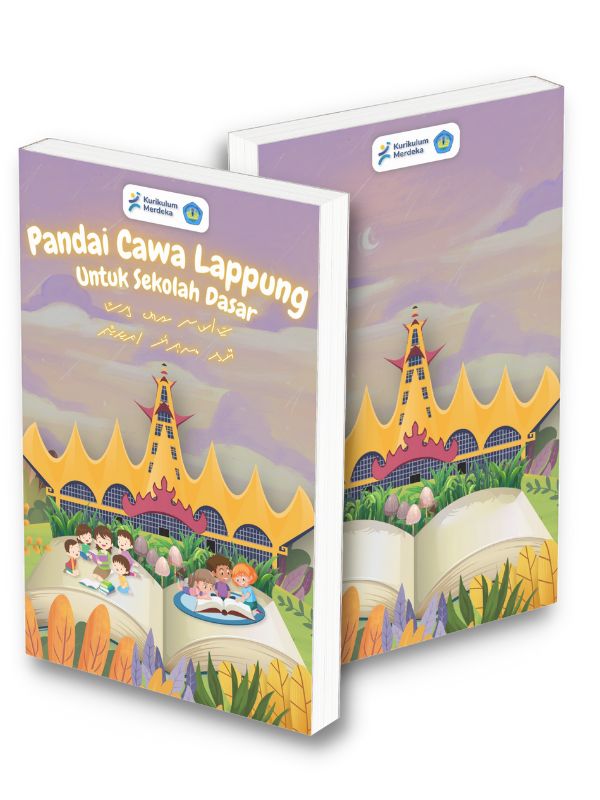 Kurikulum
Merdeka
Pandai Cawa Lappung
Untuk Sekolah Dasar
Kurikulum
Merdeka